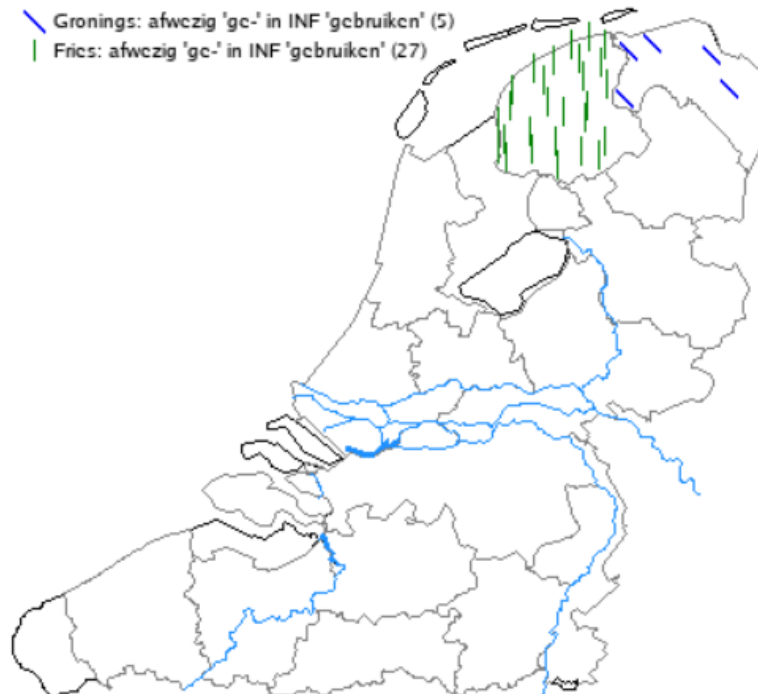 Gronings: afwezig 'ge-' in INF 'gebruiken' (5)
Fries: afwezig 'ge-' in INF 'gebruiken' (27)